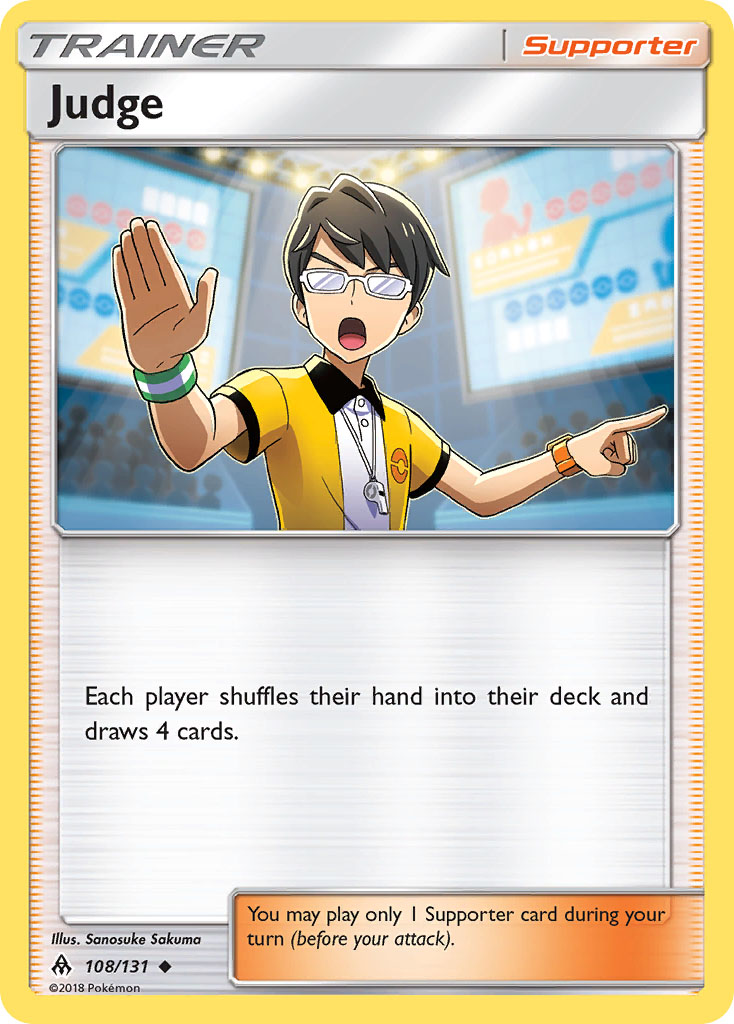 TRAINER
Supporter
Judge
Each player shuffles their hand into their deck and
draws 4 cards.
You may play only 1 Supporter card during your
turn (before your attack).
Illus. Sanosuke Sakuma
108/131
©2018 Pokémon